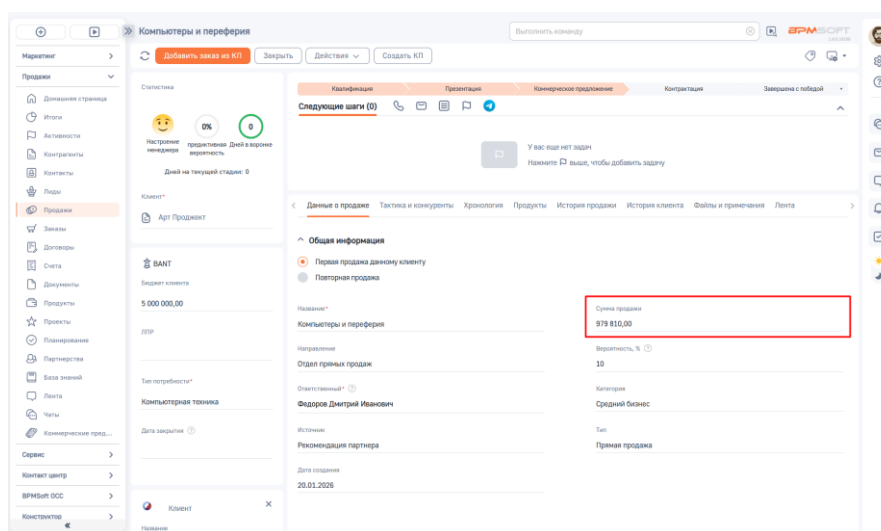 Компьютеры и переферия
Выполнить команду
BPMSOFT
Маркетинг
Продажи
Домашняя страница
Итоги
Активности
Контрагенты
Контакты
Лиды
Продажи
Заказы
Договоры
Счета
Документы
Продукты
Проекты
Планирование
Партнерства
База знаний
Лента
Чаты
Коммерческие пред...
Сервис
Контакт центр
BPMSoft ОСС
Конструктор
Добавить заказ из КП
Закрыть
Действия
Создать КП
Статистика
0%
0
Настроение менеджера
предиктивная вероятность
Дней в воронке
Дней на текущей стадии: 0
Клиент*
Арт Проджект
BANT
Бюджет клиента
5 000 000,00
ЛПР
Тип потребности*
Компьютерная техника
Дата закрытия
Клиент
Название
Квалификация
Презентация
Коммерческое предложение
Контрактация
Завершена с победой
Следующие шаги (0)
У вас еще нет задач
Нажмите выше, чтобы добавить задачу
Данные о продаже
Тактика и конкуренты
Хронология
Продукты
История продажи
История клиента
Файлы и примечания
Лента
Общая информация
Первая продажа данному клиенту
Повторная продажа
Название*
Компьютеры и переферия
Сумма продажи
979 810,00
Направление
Отдел прямых продаж
Вероятность, %
10
Ответственный*
Федоров Дмитрий Иванович
Категория
Средний бизнес
Источник
Рекомендация партнера
Тип
Прямая продажа
Дата создания
20.01.2026